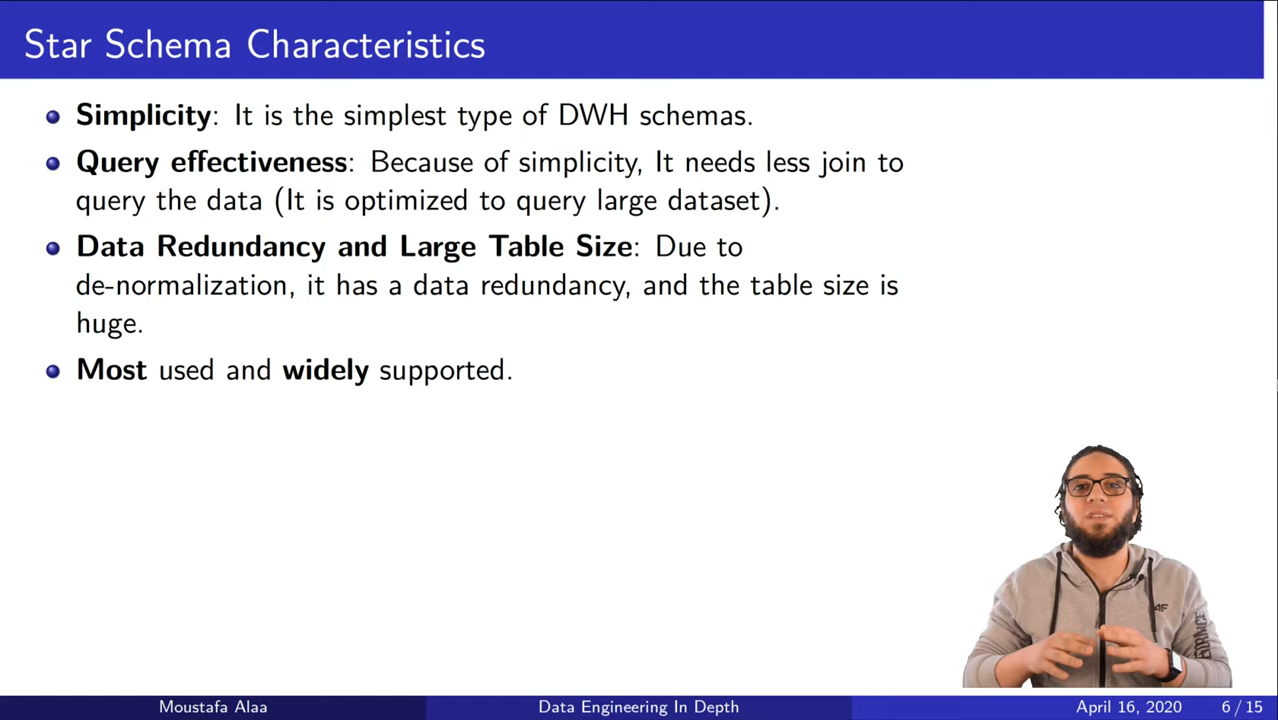 Star Schema Characteristics
Simplicity: It is the simplest type of DWH schemas.
Query effectiveness: Because of simplicity, It needs less join to
query the data (It is optimized to query large dataset).
Data Redundancy and Large Table Size: Due to
de-normalization, it has a data redundancy, and the table size is
huge.
Most used and widely supported.
4F
Moustafa Alaa
Data Engineering In Depth
April 16, 2020
6 / 15